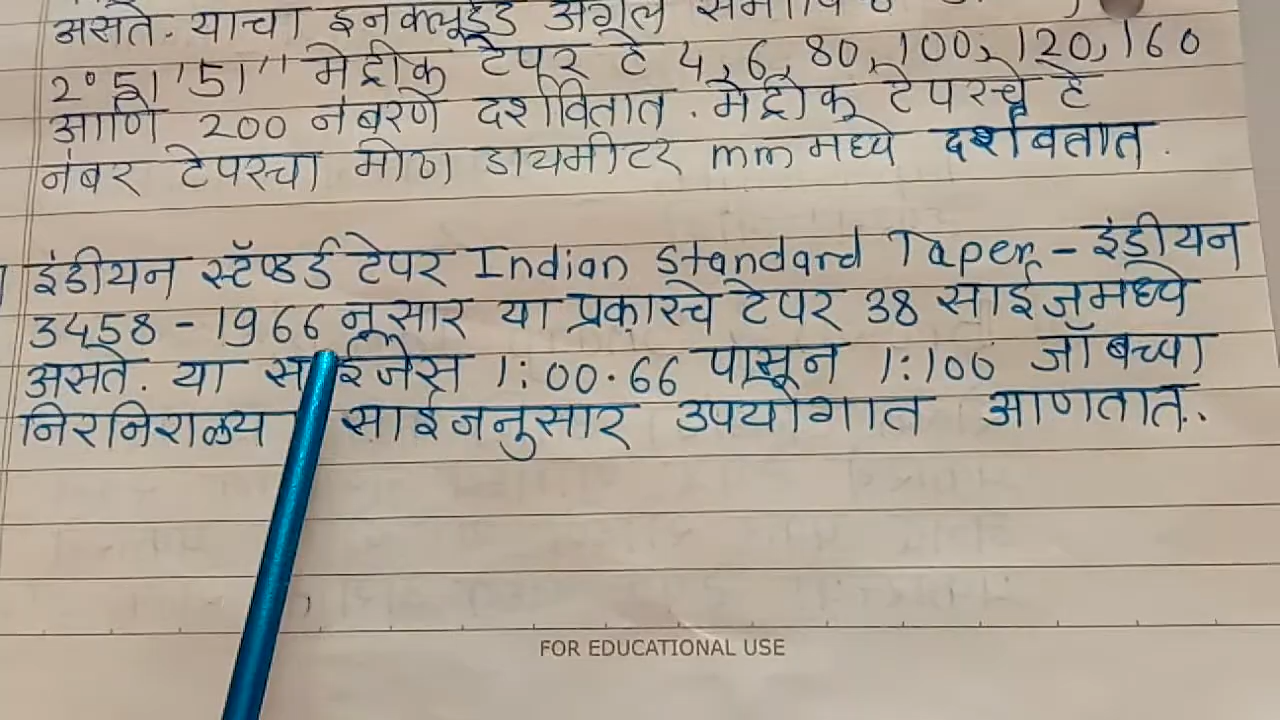 असते. याचा इनक्लूडेड अँगल
2° 51' 51'' मेट्रीक टेपर हे 4, 6, 80, 100, 120, 160
आणि 200 नंबरणे दर्शवितात. मेट्रीक टेपरचे हे
नंबर टेपरचा मोठा डायमीटर mm मध्ये दर्शवतात.
इंडीयन स्टँण्डर्ड टेपर Indian Standard Taper - इंडीयन
3458 - 1966 नूसार या प्रकारचे टेपर 38 साईजमध्ये
असते. या साईजेस 1:00.66 पासून 1:100 जॉबच्या
निरनिराळ्य साईजनुसार उपयोगात आणतात.
FOR EDUCATIONAL USE